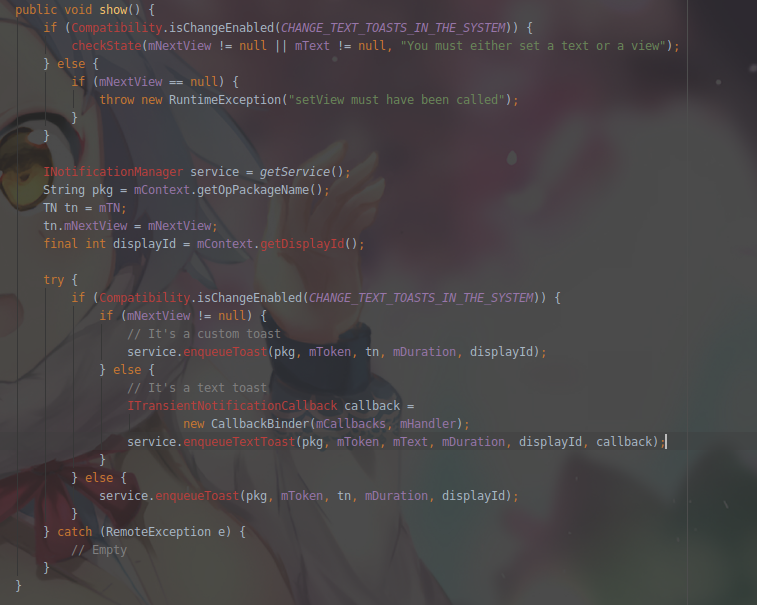 public void show() {
    if (Compatibility.isChangeEnabled(CHANGE_TEXT_TOASTS_IN_THE_SYSTEM)) {
        checkState(mNextView != null || mText != null, "You must either set a text or a view");
    } else {
        if (mNextView == null) {
            throw new RuntimeException("setView must have been called");
        }
    }

    INotificationManager service = getService();
    String pkg = mContext.getOpPackageName();
    TN tn = mTN;
    tn.mNextView = mNextView;
    final int displayId = mContext.getDisplayId();

    try {
        if (Compatibility.isChangeEnabled(CHANGE_TEXT_TOASTS_IN_THE_SYSTEM)) {
            if (mNextView != null) {
                // It's a custom toast
                service.enqueueToast(pkg, mToken, tn, mDuration, displayId);
            } else {
                // It's a text toast
                ITransientNotificationCallback callback =
                        new CallbackBinder(mCallbacks, mHandler);
                service.enqueueTextToast(pkg, mToken, mText, mDuration, displayId, callback);
            }
        } else {
            service.enqueueToast(pkg, mToken, tn, mDuration, displayId);
        }
    } catch (RemoteException e) {
        // Empty
    }
}